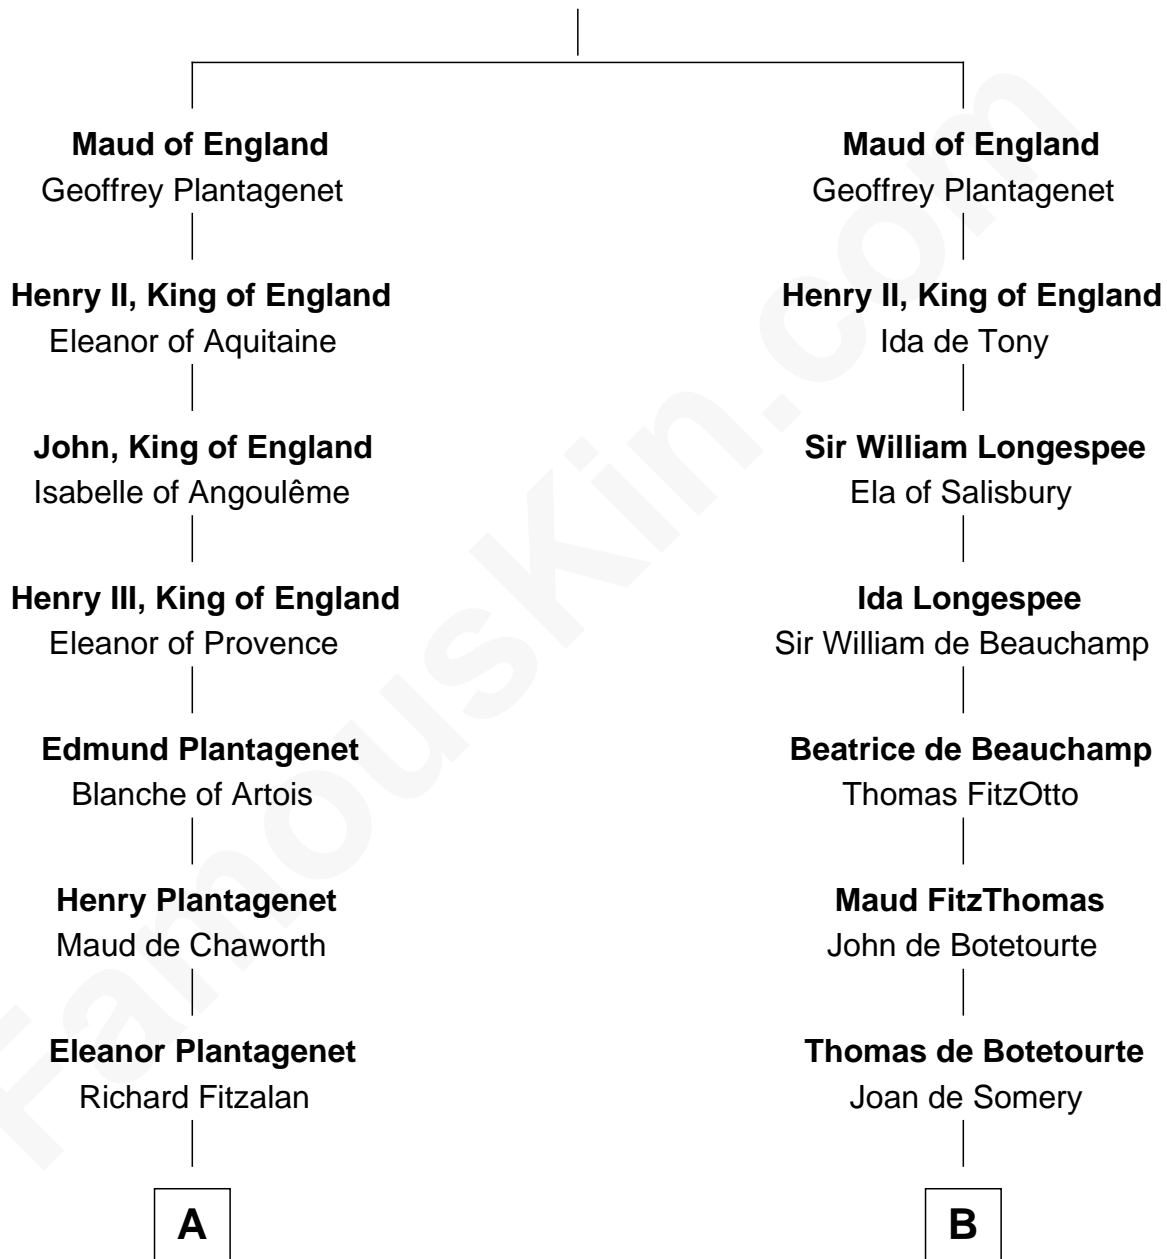 Maud of England
Geoffrey Plantagenet
Henry II, King of England
Eleanor of Aquitaine
John, King of England
Isabelle of Angoulême
Henry III, King of England
Eleanor of Provence
Edmund Plantagenet
Blanche of Artois
Henry Plantagenet
Maud de Chaworth
Eleanor Plantagenet
Richard Fitzalan
A
Maud of England
Geoffrey Plantagenet
Henry II, King of England
Ida de Tony
Sir William Longespee
Ela of Salisbury
Ida Longespee
Sir William de Beauchamp
Beatrice de Beauchamp
Thomas FitzOtto
Maud FitzThomas
John de Botetourte
Thomas de Botetourte
Joan de Somery
B
FamousKin.com